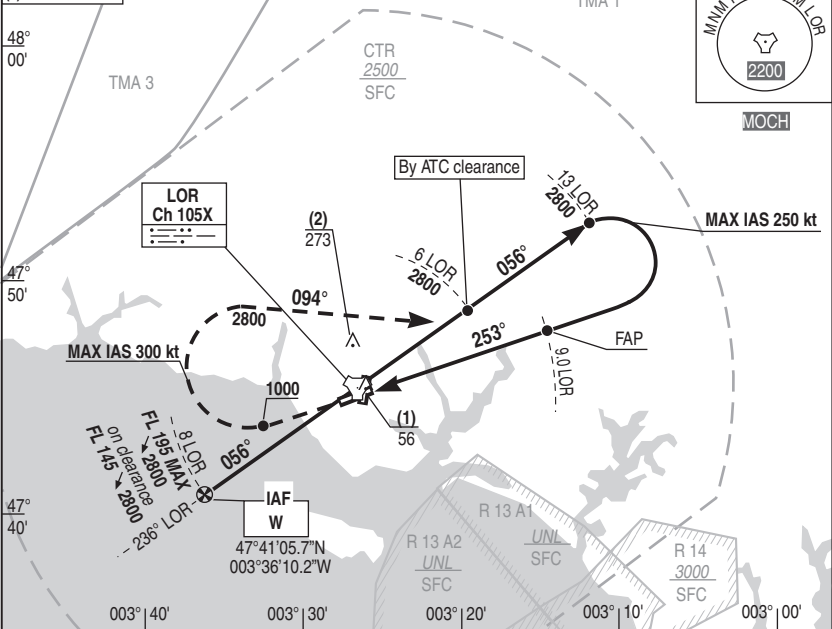 TMA 1
48°
00'
TMA 3
CTR
2500
SFC
2200
MOCH
By ATC clearance
LOR
Ch 105X
(2)
273
13 LOR
2800
MAX IAS 250 kt
6 LOR
2800
056°
47°
50'
094°
2800
253°
FAP
9.0 LOR
MAX IAS 300 kt
1000
(1)
56
056°
8 LOR
FL 195 MAX
2800
on clearance
FL 145
2800
236° LOR
IAF
W
47°41'05.7"N
003°36'10.2"W
47°
40'
R 13 A1
UNL
SFC
R 13 A2
UNL
SFC
R 14
3000
SFC
003° 40'
003° 30'
003° 20'
003° 10'
003° 00'